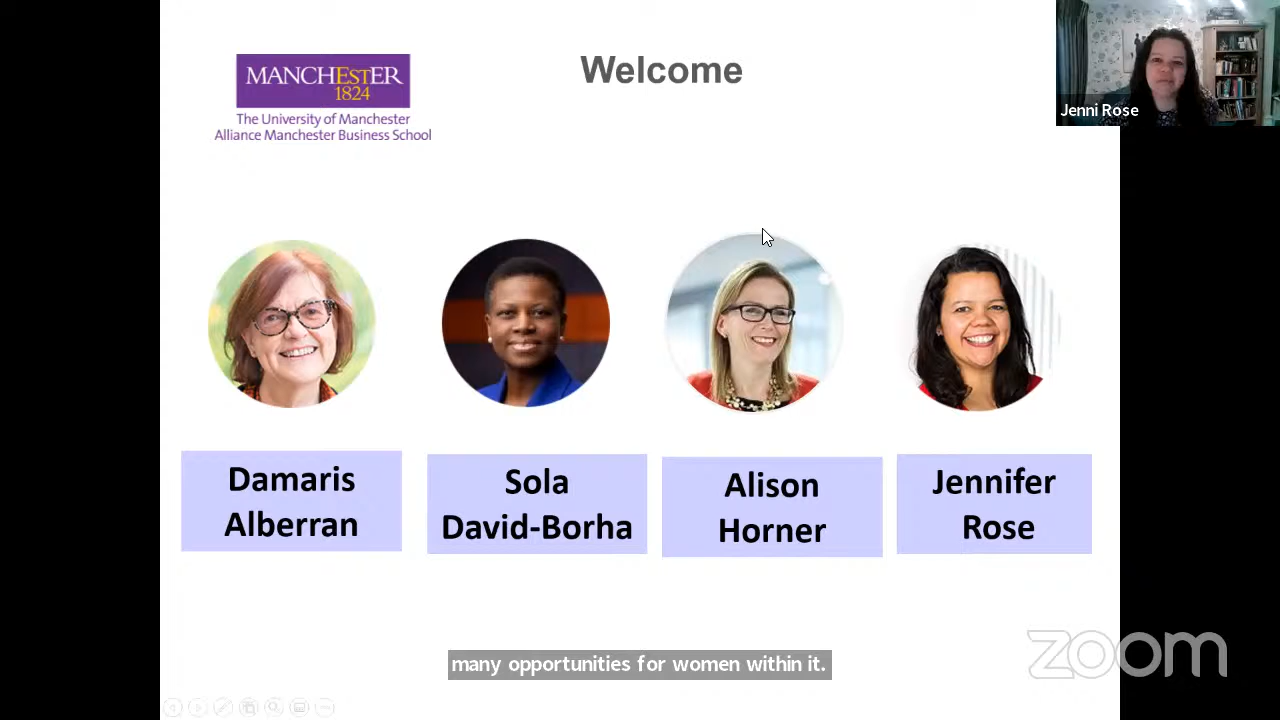 MANCHESTER
1824
The University of Manchester
Alliance Manchester Business School
Welcome
Jenni Rose
Damaris
Alberran
Sola
David-Borha
Alison
Horner
Jennifer
Rose
many opportunities for women within it.
zoom